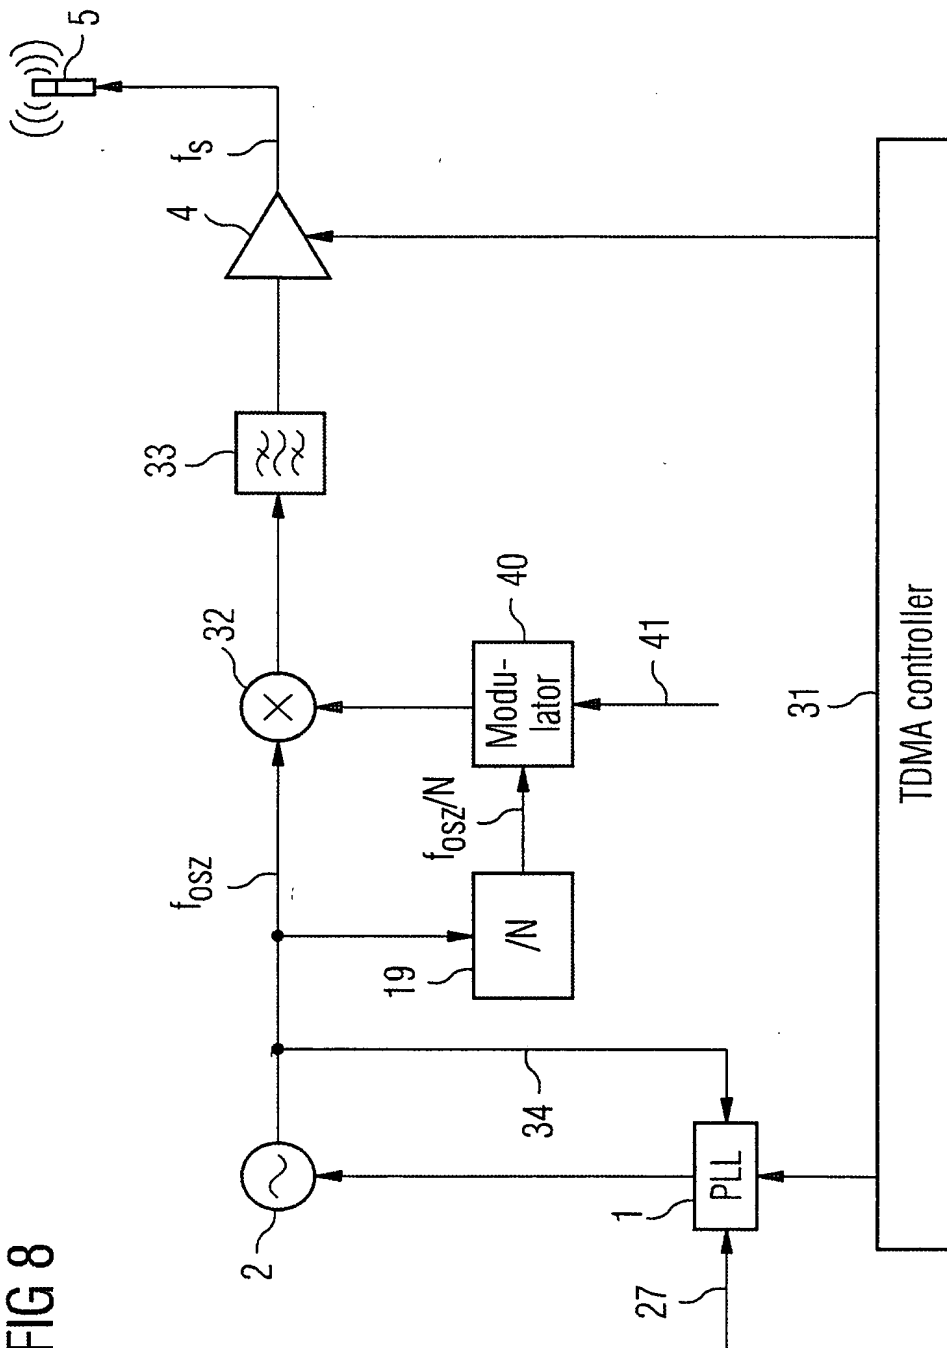 FIG 8
2
fosz
32
33
4
fs
5
19
/N
fosz/N
Modu-
lator
40
41
34
1
PLL
27
31
TDMA controller